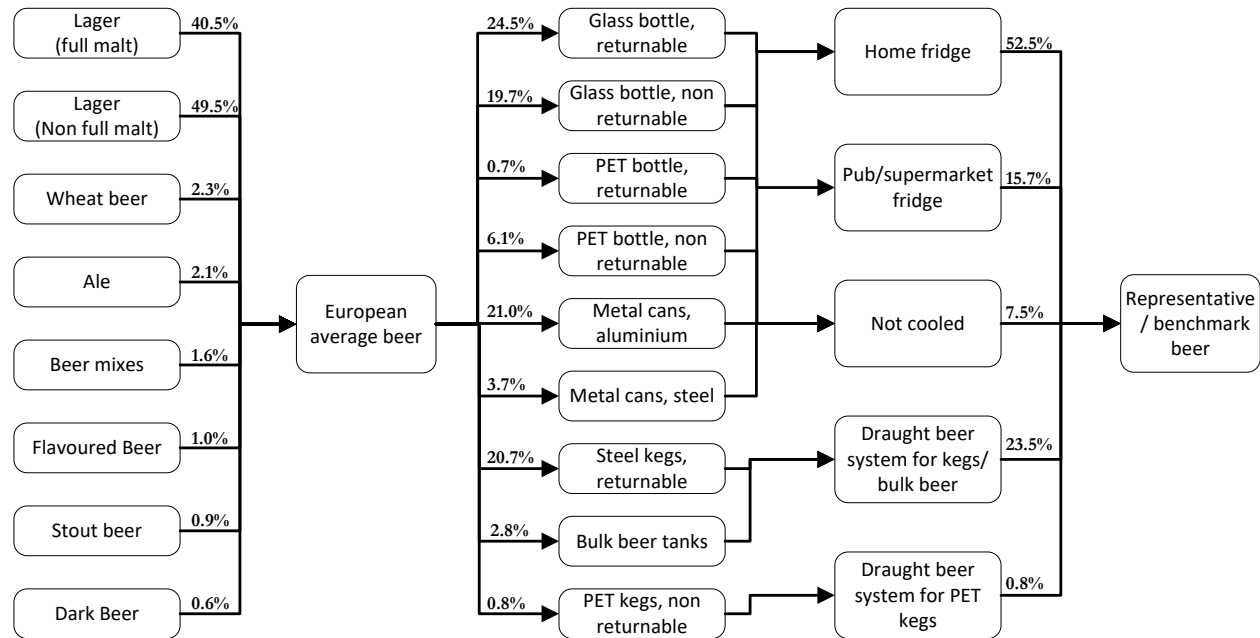 Lager
(full malt)
40.5%
Lager
(Non full malt)
49.5%
Wheat beer
2.3%
Ale
2.1%
Beer mixes
1.6%
Flavoured Beer
1.0%
Stout beer
0.9%
Dark Beer
0.6%
European
average beer
24.5%
Glass bottle,
returnable
19.7%
Glass bottle, non
returnable
0.7%
PET bottle,
returnable
6.1%
PET bottle, non
returnable
21.0%
Metal cans,
aluminium
3.7%
Metal cans, steel
20.7%
Steel kegs,
returnable
2.8%
Bulk beer tanks
0.8%
PET kegs, non
returnable
Home fridge
52.5%
Pub/supermarket
fridge
15.7%
Not cooled
7.5%
Draught beer
system for kegs/
bulk beer
23.5%
Draught beer
system for PET
kegs
0.8%
Representative
/ benchmark
beer